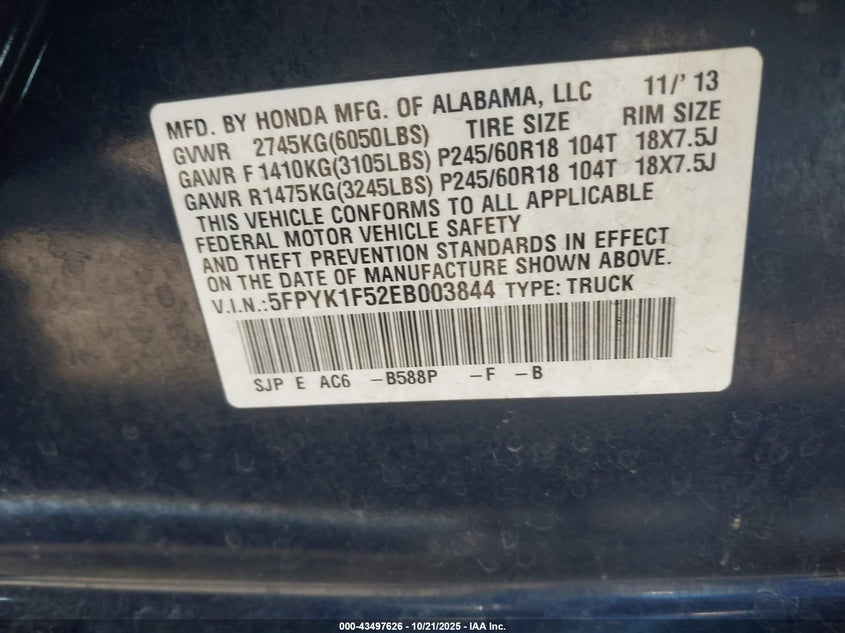 MFD. BY HONDA MFG. OF ALABAMA, LLC 11/' 13
GVWR 2745KG(6050LBS) TIRE SIZE RIM SIZE
GAWR F 1410KG(3105LBS) P245/60R18 104T 18X7.5J
GAWR R1475KG(3245LBS) P245/60R18 104T 18X7.5J
THIS VEHICLE CONFORMS TO ALL APPLICABLE
FEDERAL MOTOR VEHICLE SAFETY
AND THEFT PREVENTION STANDARDS IN EFFECT
ON THE DATE OF MANUFACTURE SHOWN ABOVE.
V.I.N.:5FPYK1F52EB003844 TYPE: TRUCK
SJP E AC6 -B588P -F -B
000-43497626 - 10/21/2025 - IAA Inc.